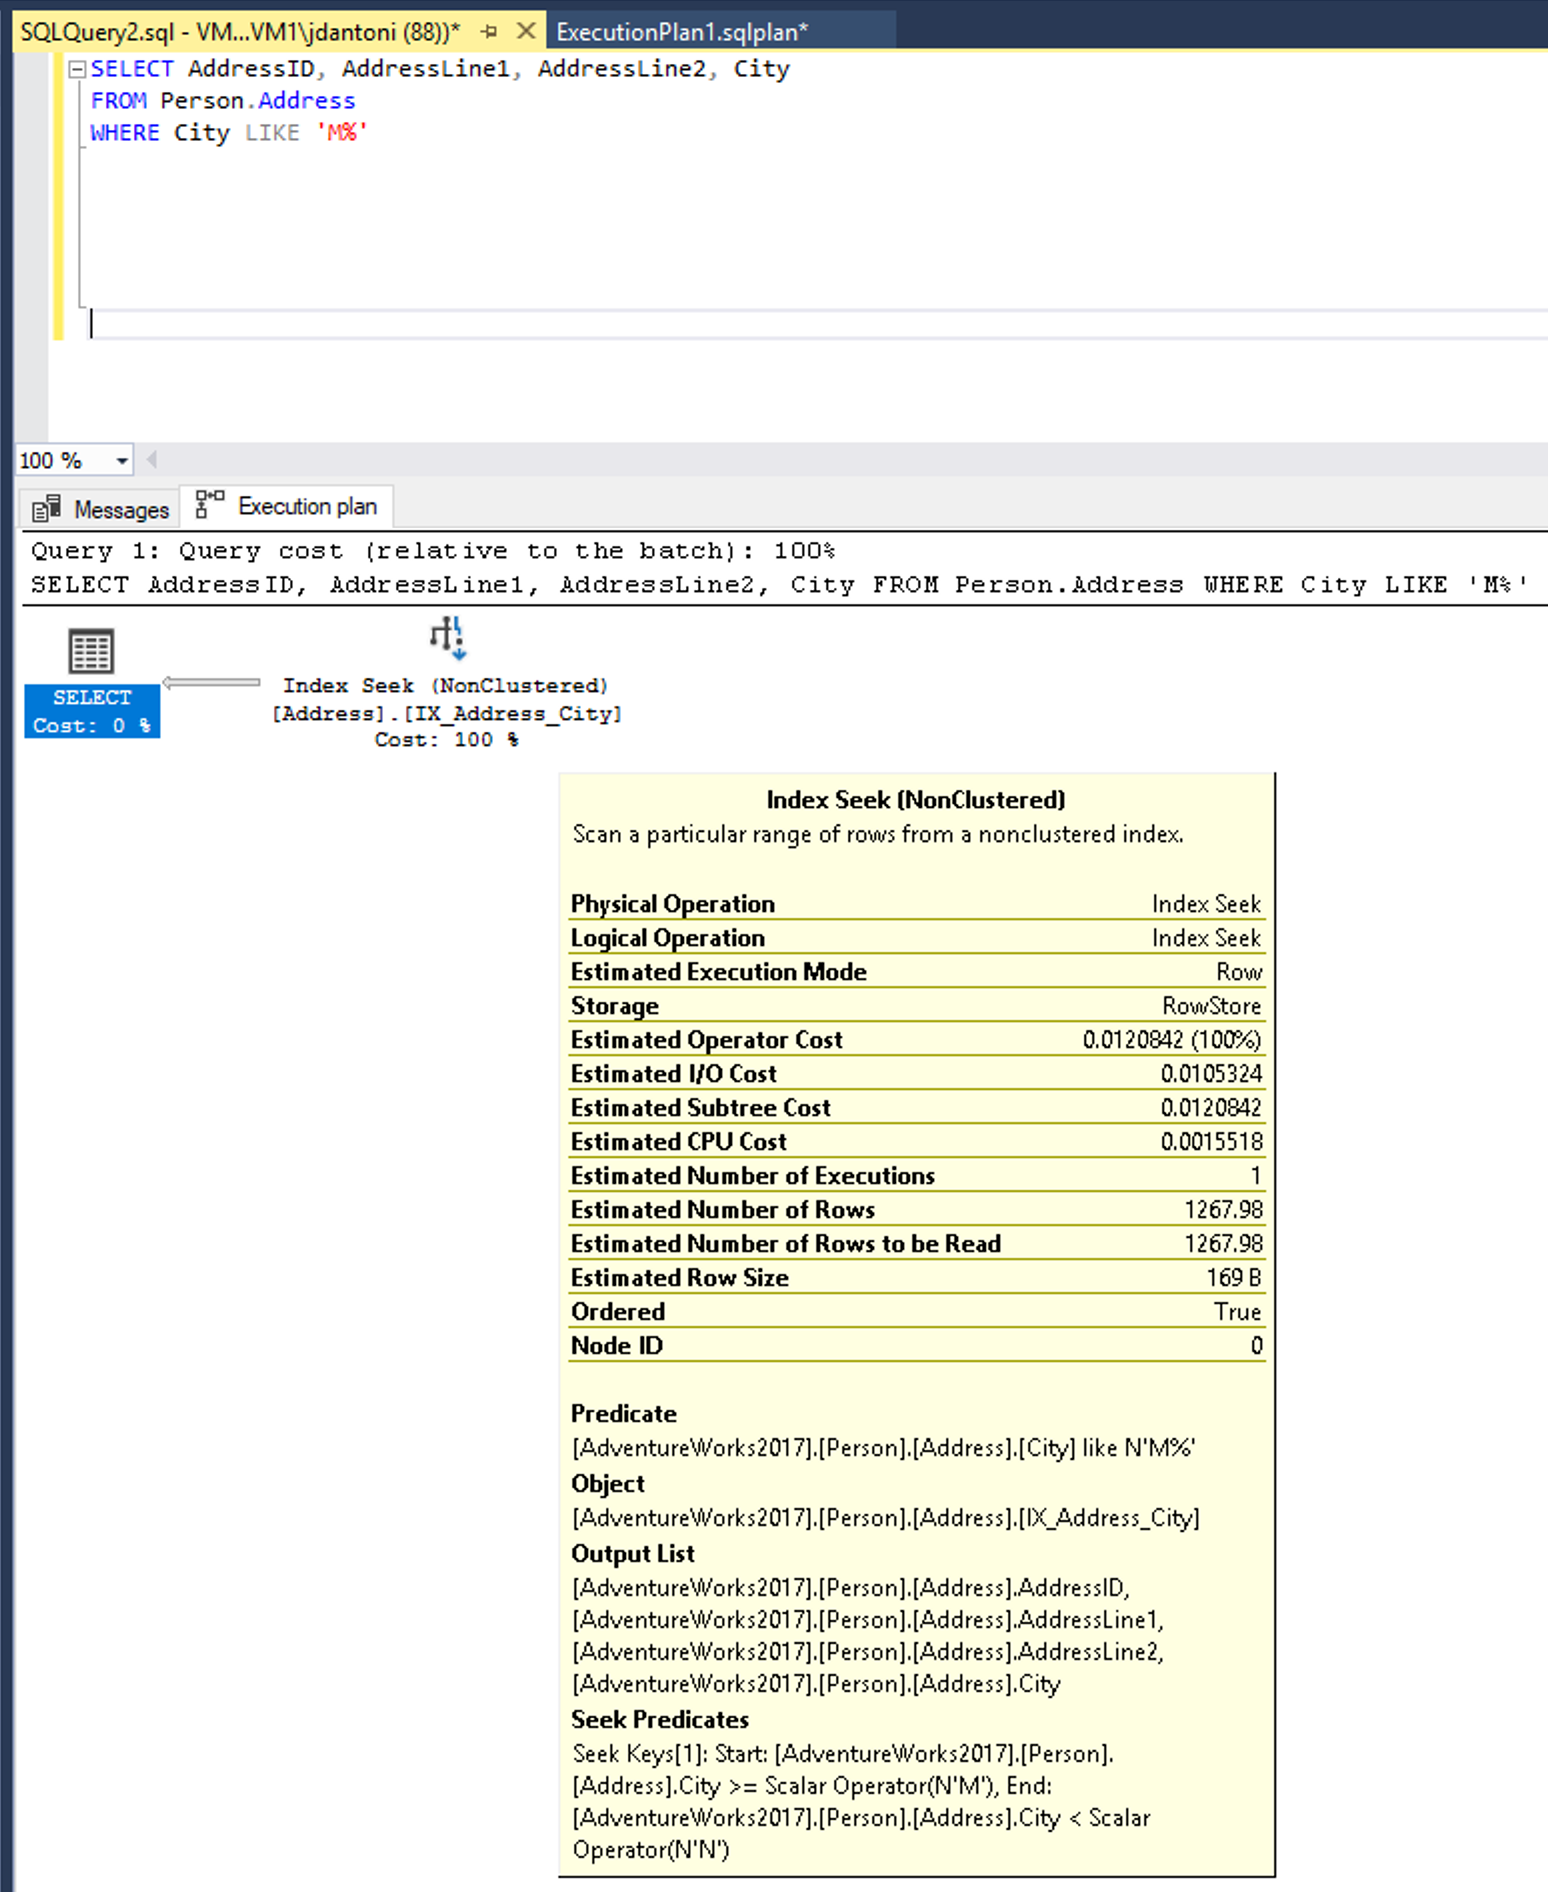 SQLQuery2.sql - VM...VM1\jdantoni (88))*
ExecutionPlan1.sqlplan*
SELECT AddressID, AddressLine1, AddressLine2, City
FROM Person.Address
WHERE City LIKE 'M%'
100 %
Messages
Execution plan
Query 1: Query cost (relative to the batch): 100%
SELECT AddressID, AddressLine1, AddressLine2, City FROM Person.Address WHERE City LIKE 'M%'
SELECT
Cost: 0 %
Index Seek (NonClustered)
[Address].[IX_Address_City]
Cost: 100 %
Index Seek (NonClustered)
Scan a particular range of rows from a nonclustered index.
Physical Operation Index Seek
Logical Operation Index Seek
Estimated Execution Mode Row
Storage RowStore
Estimated Operator Cost 0.0120842 (100%)
Estimated I/O Cost 0.0105324
Estimated Subtree Cost 0.0120842
Estimated CPU Cost 0.0015518
Estimated Number of Executions 1
Estimated Number of Rows 1267.98
Estimated Number of Rows to be Read 1267.98
Estimated Row Size 169 B
Ordered True
Node ID 0
Predicate
[AdventureWorks2017].[Person].[Address].[City] like N'M%'
Object
[AdventureWorks2017].[Person].[Address].[IX_Address_City]
Output List
[AdventureWorks2017].[Person].[Address].AddressID,
[AdventureWorks2017].[Person].[Address].AddressLine1,
[AdventureWorks2017].[Person].[Address].AddressLine2,
[AdventureWorks2017].[Person].[Address].City
Seek Predicates
Seek Keys[1]: Start: [AdventureWorks2017].[Person].
[Address].City >= Scalar Operator(N'M'), End:
[AdventureWorks2017].[Person].[Address].City < Scalar
Operator(N'N')